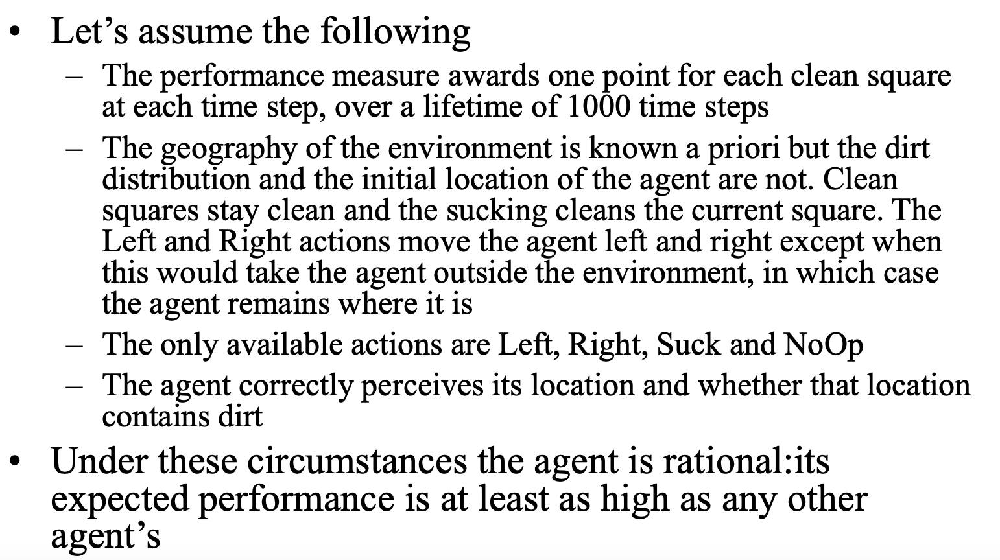 • Let’s assume the following
– The performance measure awards one point for each clean square
at each time step, over a lifetime of 1000 time steps
– The geography of the environment is known a priori but the dirt
distribution and the initial location of the agent are not. Clean
squares stay clean and the sucking cleans the current square. The
Left and Right actions move the agent left and right except when
this would take the agent outside the environment, in which case
the agent remains where it is
– The only available actions are Left, Right, Suck and NoOp
– The agent correctly perceives its location and whether that location
contains dirt
• Under these circumstances the agent is rational:its
expected performance is at least as high as any other
agent’s